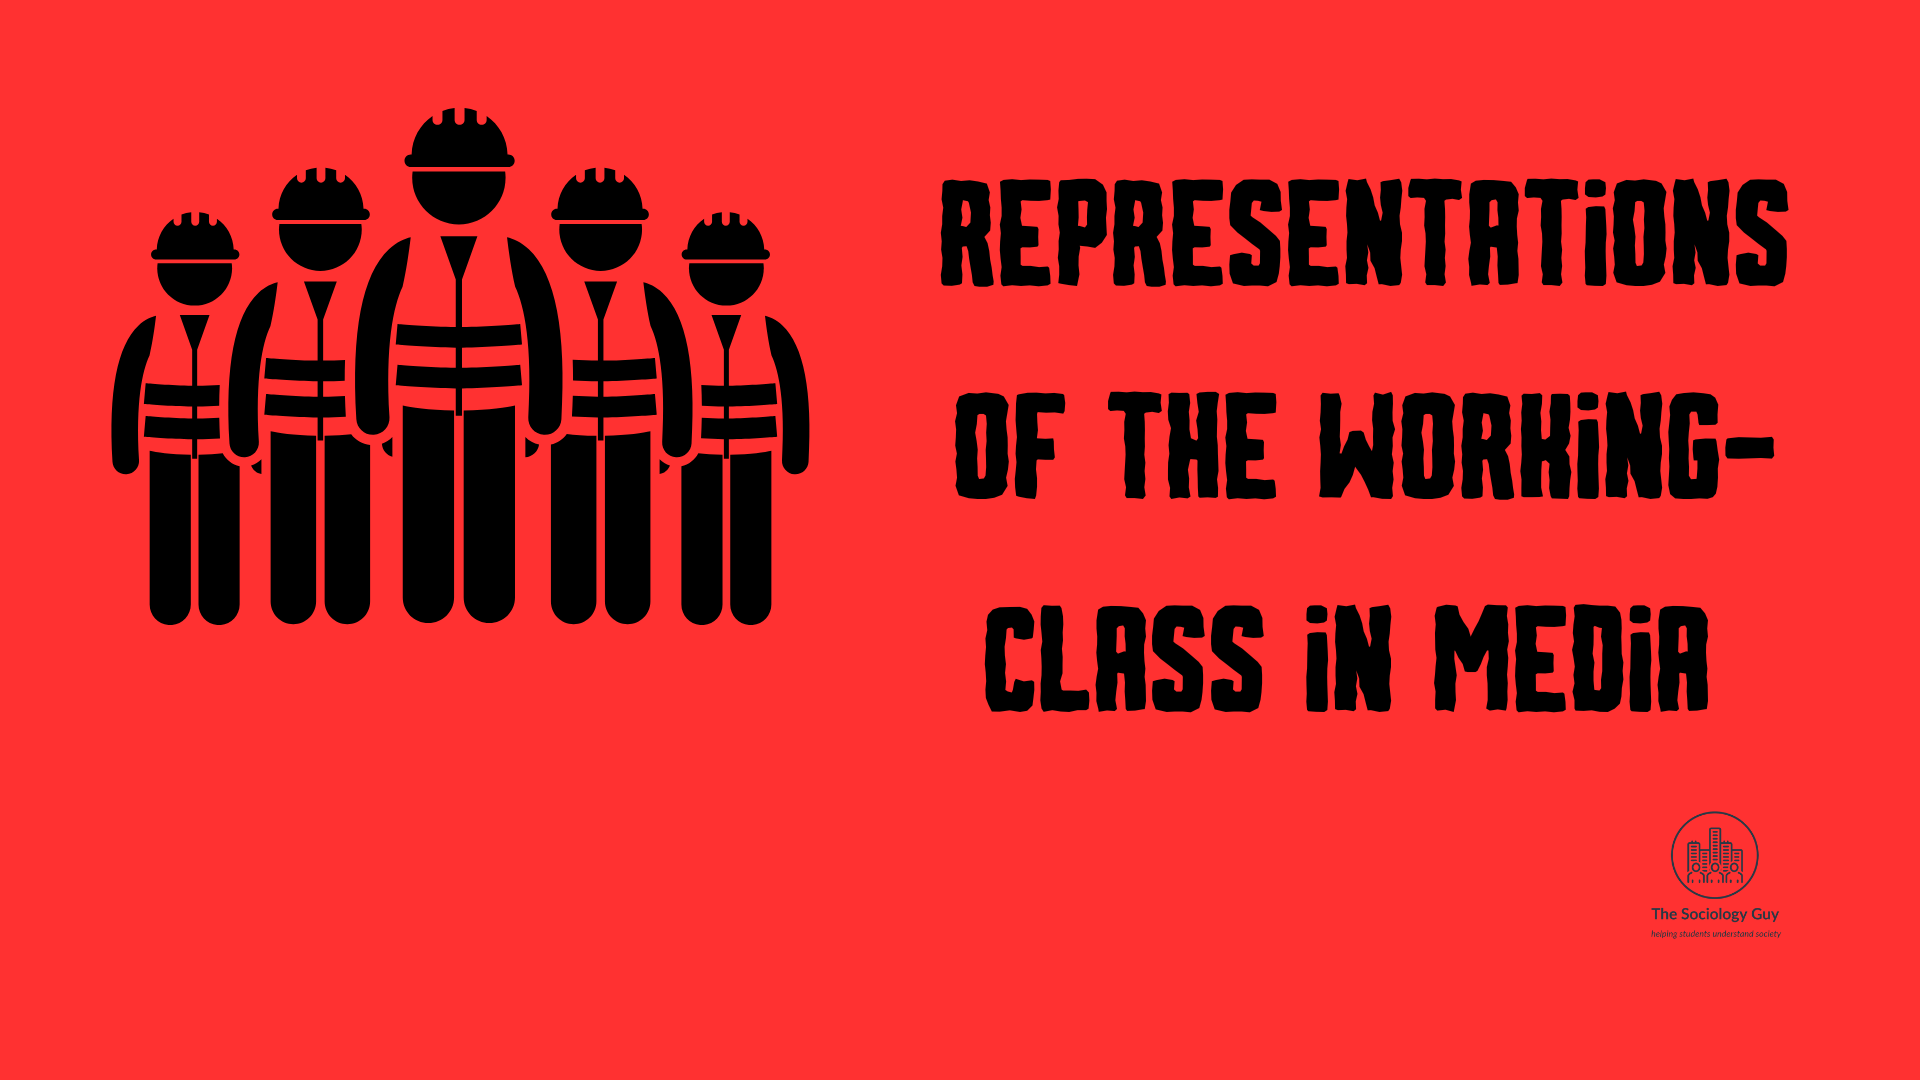 REPRESENTATIONS
OF THE WORKING-
CLASS IN MEDIA
The Sociology Guy
helping students understand society